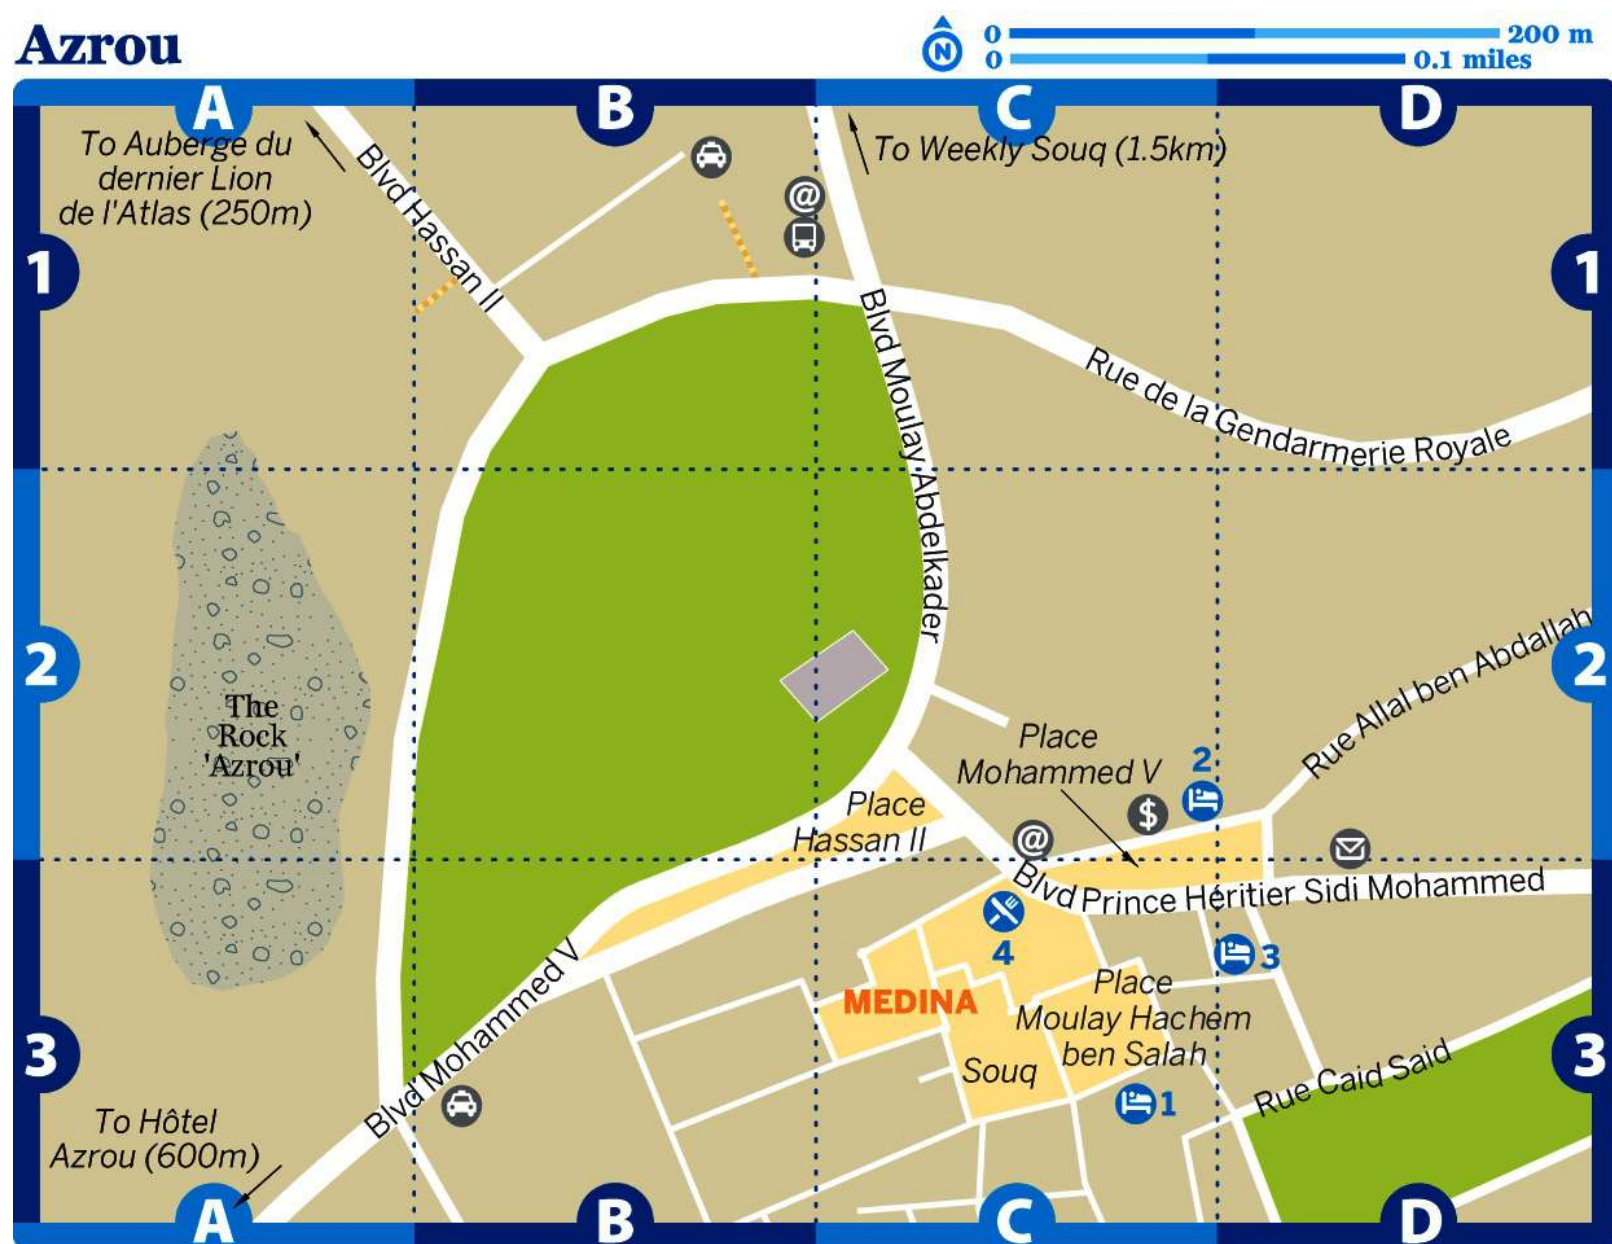 Azrou
N
0 200 m
0 0.1 miles
A B C D
1 1
2 2
3 3
A B C D
To Auberge du
dernier Lion
de l'Atlas (250m)
Blvd Hassan II
@
To Weekly Souq (1.5km)
Blvd Moulay Abdelkader
Rue de la Gendarmerie Royale
The
Rock
'Azrou'
Place
Mohammed V
2
$
Rue Allal ben Abdallah
Place
Hassan II
@
Blvd Prince Héritier Sidi Mohammed
4
3
MEDINA
Place
Moulay Hachem
ben Salah
Souq
1
Blvd Mohammed V
Rue Caid Said
To Hôtel
Azrou (600m)